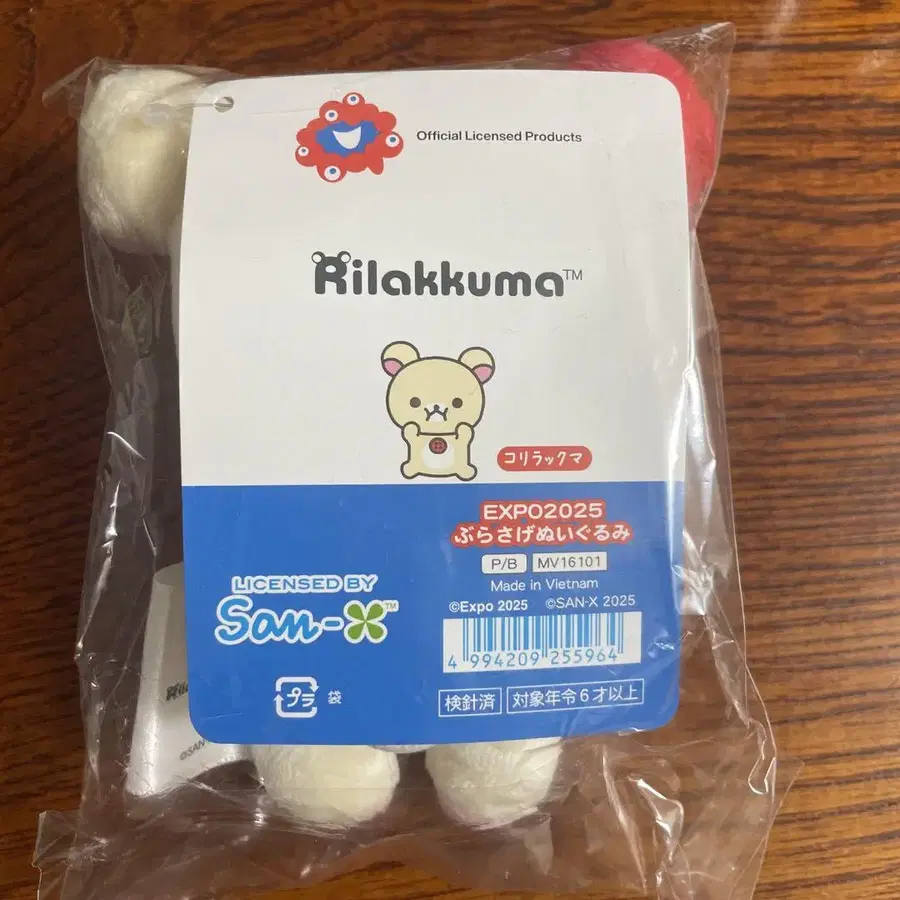 Official Licensed Products
Rilakkuma™
コリラックマ
EXPO2025
ぶらさげぬいぐるみ
P/B MV16101
Made in Vietnam
©Expo 2025 ©SAN-X 2025
LICENSED BY
San-X™
4 994209 255964
プラ 袋
検針済 対象年令6才以上
©SAN